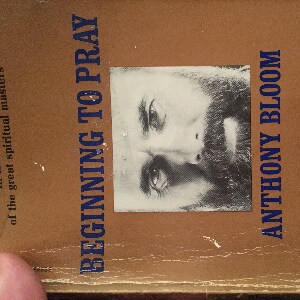 of the great spiritual masters
BEGINNING TO PRAY
ANTHONY BLOOM